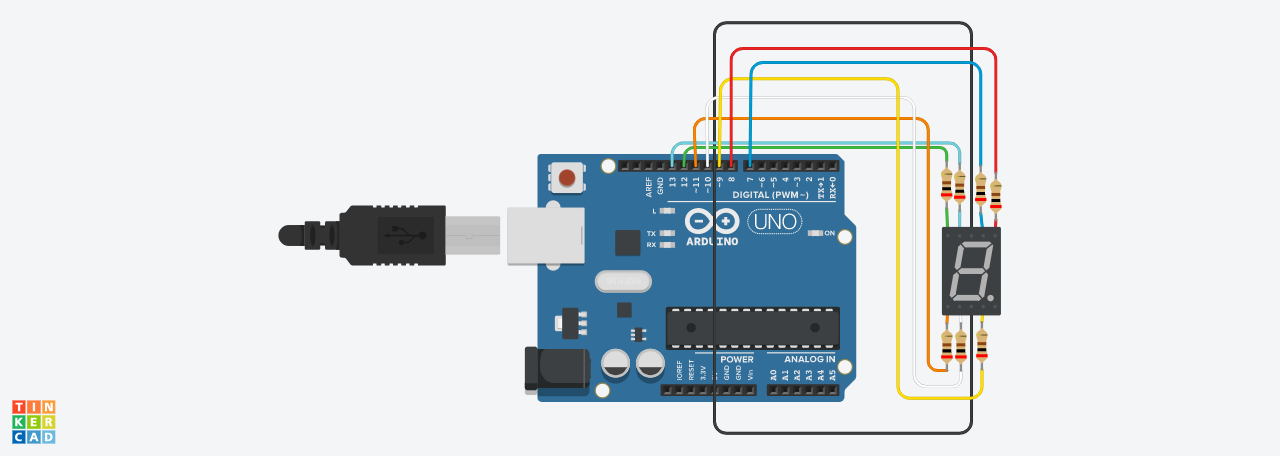 AREF
GND
13
12
~11
~10
~9
8
7
~6
~5
4
~3
2
TX→1
RX←0
DIGITAL (PWM~)
L
TX
RX
ARDUINO
UNO
ON
POWER
ANALOG IN
IOREF
RESET
3.3V
GND
GND
Vin
A0
A1
A2
A3
A4
A5
TIN
KER
CAD